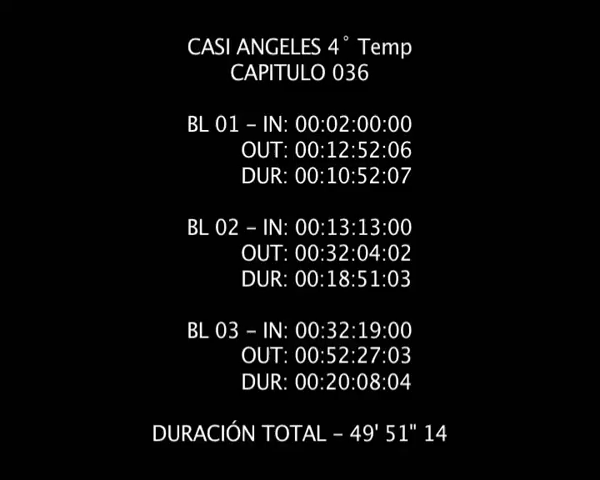 CASI ANGELES 4° Temp
CAPITULO 036
BL 01 – IN: 00:02:00:00
OUT: 00:12:52:06
DUR: 00:10:52:07
BL 02 – IN: 00:13:13:00
OUT: 00:32:04:02
DUR: 00:18:51:03
BL 03 – IN: 00:32:19:00
OUT: 00:52:27:03
DUR: 00:20:08:04
DURACIÓN TOTAL – 49' 51" 14